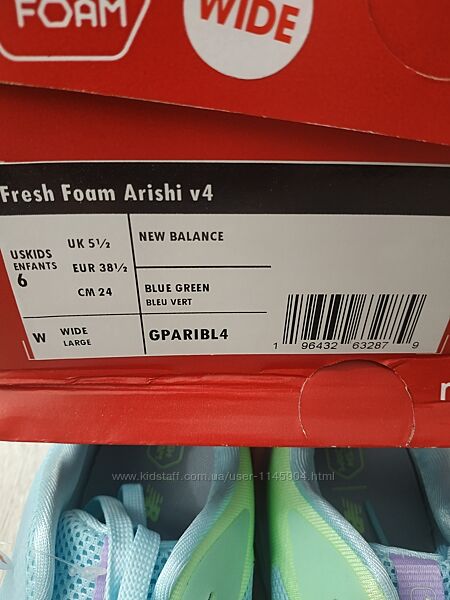 FOAM
WIDE
Fresh Foam Arishi v4
USKIDS
ENFANTS
6
UK 5½
EUR 38½
CM 24
NEW BALANCE
BLUE GREEN
BLEU VERT
W
WIDE
LARGE
GPARIBL4
1 96432 63287 9
www.kidstaff.com.ua/user-1145904.html